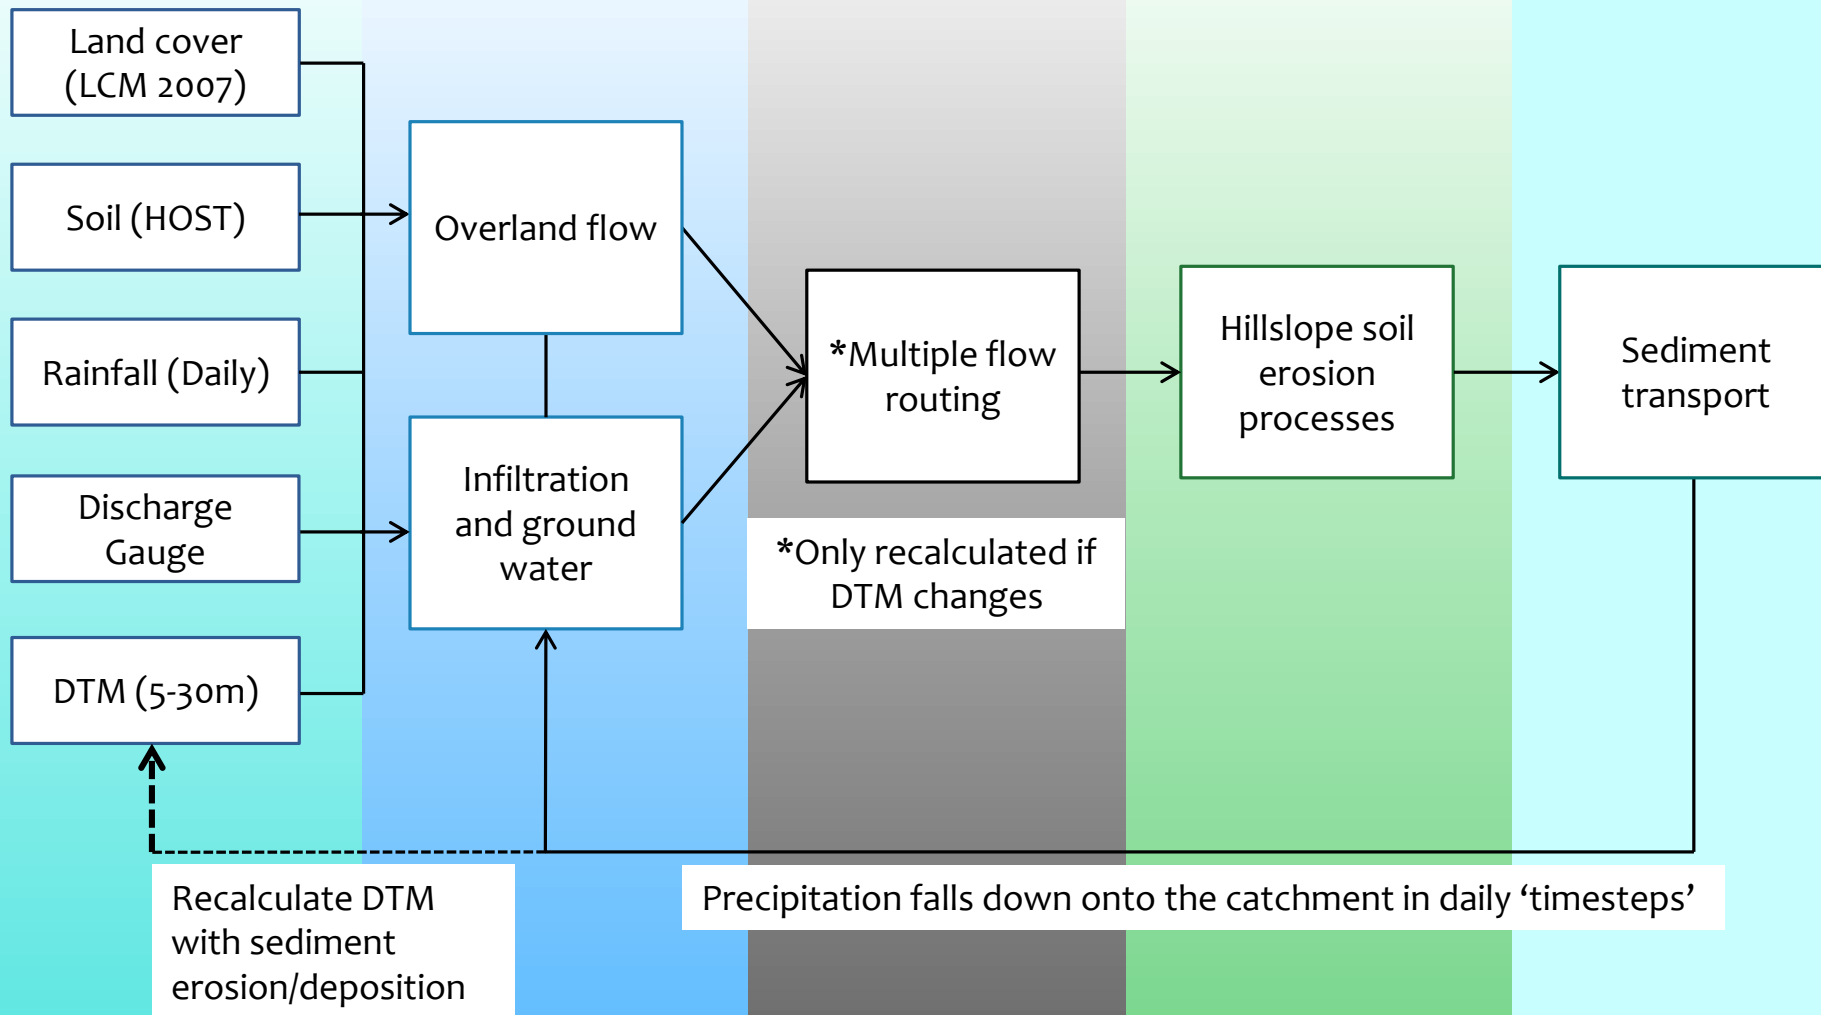 Land cover
(LCM 2007)
Soil (HOST)
Rainfall (Daily)
Discharge
Gauge
DTM (5-30m)
Overland flow
Infiltration
and ground
water
*Multiple flow
routing
*Only recalculated if
DTM changes
Hillslope soil
erosion
processes
Sediment
transport
Recalculate DTM
with sediment
erosion/deposition
Precipitation falls down onto the catchment in daily ‘timesteps’